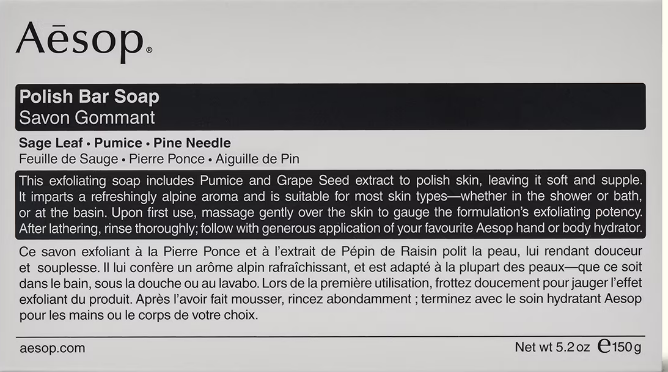 Aēsop®
Polish Bar Soap
Savon Gommant
Sage Leaf • Pumice • Pine Needle
Feuille de Sauge • Pierre Ponce • Aiguille de Pin
This exfoliating soap includes Pumice and Grape Seed extract to polish skin, leaving it soft and supple.
It imparts a refreshingly alpine aroma and is suitable for most skin types—whether in the shower or bath,
or at the basin. Upon first use, massage gently over the skin to gauge the formulation's exfoliating potency.
After lathering, rinse thoroughly; follow with generous application of your favourite Aesop hand or body hydrator.
Ce savon exfoliant à la Pierre Ponce et à l'extrait de Pépin de Raisin polit la peau, lui rendant douceur
et souplesse. Il lui confère un arôme alpin rafraîchissant, et est adapté à la plupart des peaux—que ce soit
dans le bain, sous la douche ou au lavabo. Lors de la première utilisation, frottez doucement pour jauger l'effet
exfoliant du produit. Après l'avoir fait mousser, rincez abondamment ; terminez avec le soin hydratant Aesop
pour les mains ou le corps de votre choix.
aesop.com Net wt 5.2 oz ℮150 g